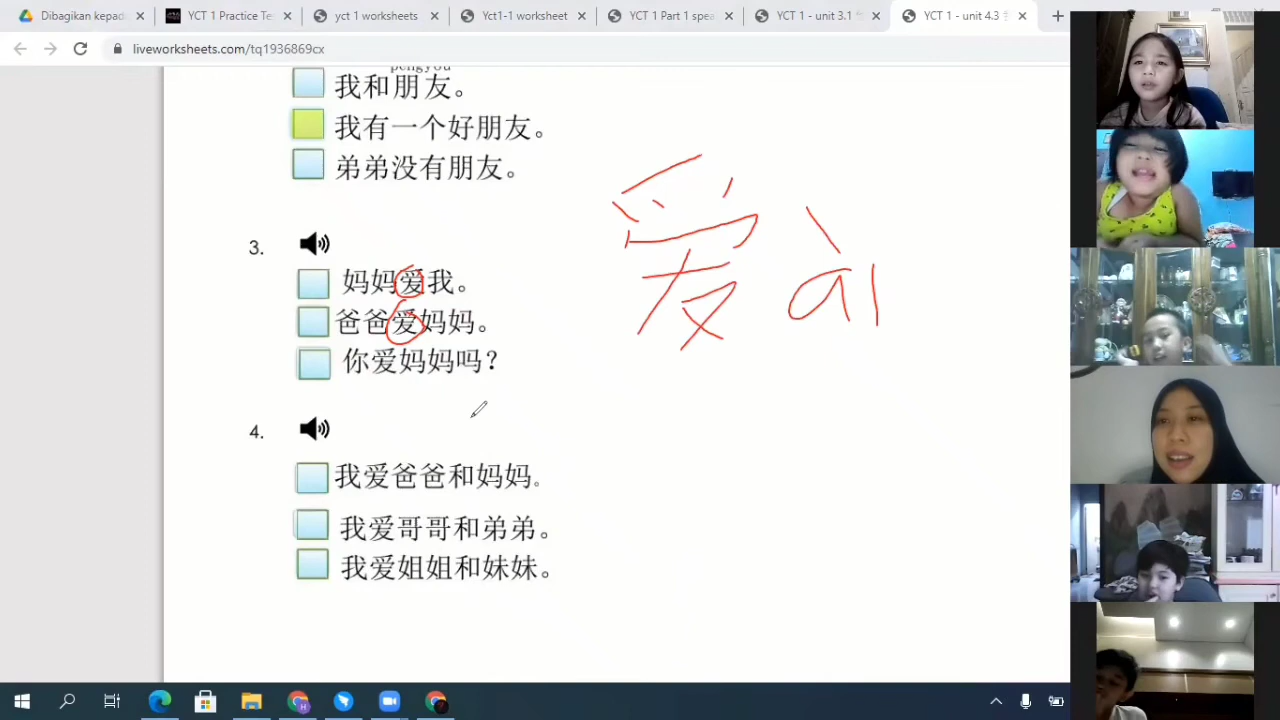 Dibagikan kepad
YCT 1 Practice Te
yct 1 worksheets
Yct1-1 worksheet
YCT 1 Part 1 spea
YCT 1 - unit 3.1
YCT 1 - unit 4.3
liveworksheets.com/tq1936869cx
pengyou
我和朋友。
我有一个好朋友。
弟弟没有朋友。
3.
妈妈爱我。
爸爸爱妈妈。
你爱妈妈吗？
爱 ài
4.
我爱爸爸和妈妈.
我爱哥哥和弟弟。
我爱姐姐和妹妹。